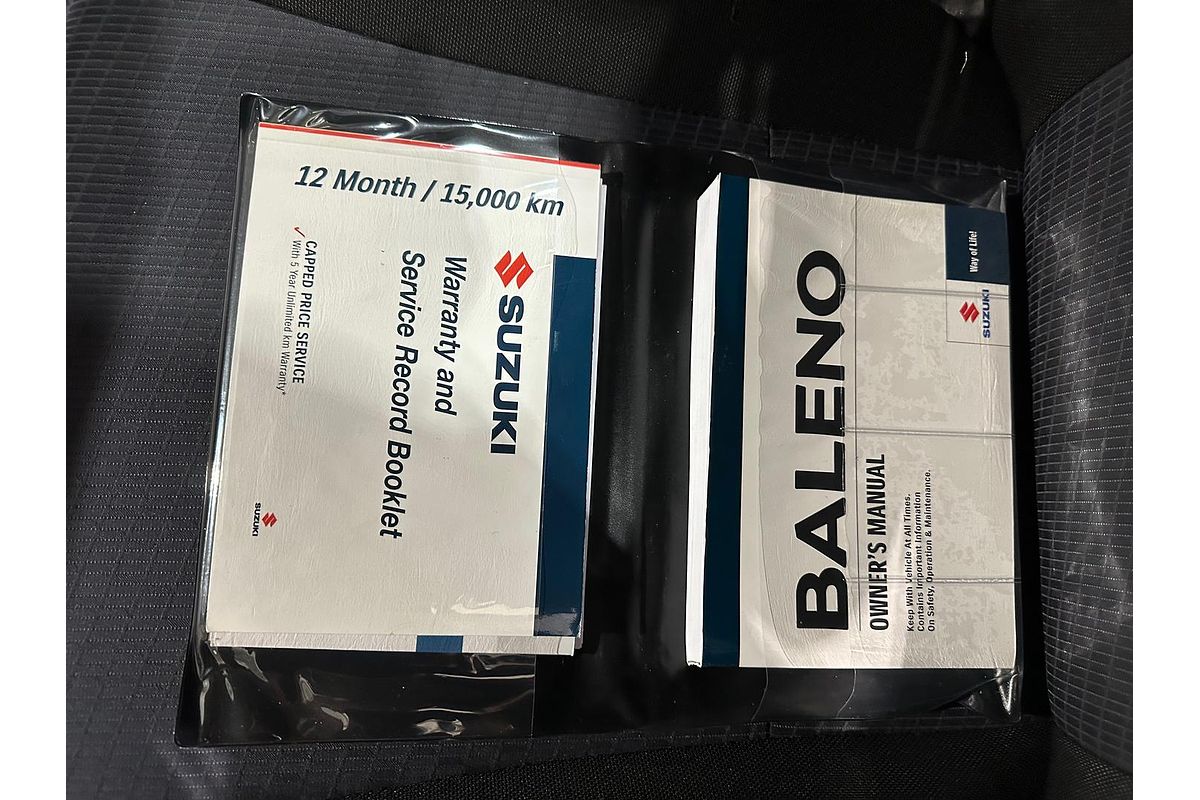 12 Month / 15,000 km
SUZUKI
Warranty and
Service Record Booklet
✓ CAPPED PRICE SERVICE
With 5 Year Unlimited km Warranty*
SUZUKI
Way of Life!
SUZUKI
BALENO
OWNER'S MANUAL
Keep With Vehicle At All Times.
Contains Important Information
On Safety, Operation & Maintenance.